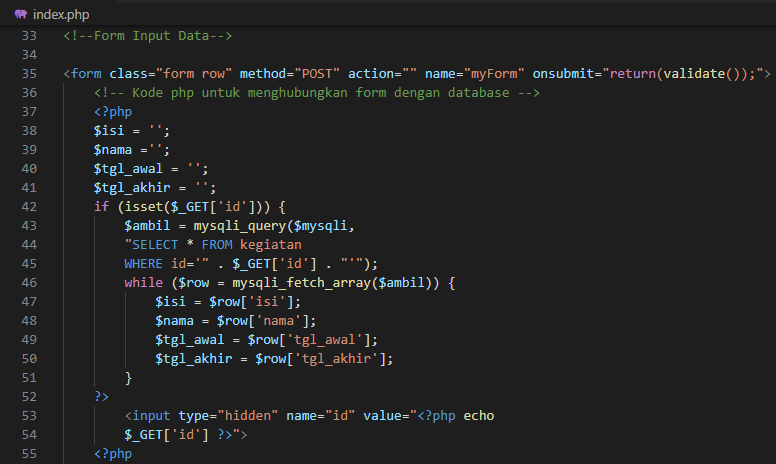 index.php
33 <!--Form Input Data-->
34
35 <form class="form row" method="POST" action="" name="myForm" onsubmit="return(validate());">
36 <!-- Kode php untuk menghubungkan form dengan database -->
37 <?php
38 $isi = '';
39 $nama ='';
40 $tgl_awal = '';
41 $tgl_akhir = '';
42 if (isset($_GET['id'])) {
43 $ambil = mysqli_query($mysqli,
44 "SELECT * FROM kegiatan
45 WHERE id='" . $_GET['id'] . "'");
46 while ($row = mysqli_fetch_array($ambil)) {
47 $isi = $row['isi'];
48 $nama = $row['nama'];
49 $tgl_awal = $row['tgl_awal'];
50 $tgl_akhir = $row['tgl_akhir'];
51 }
52 ?>
53 <input type="hidden" name="id" value="<?php echo
54 $_GET['id'] ?>">
55 <?php